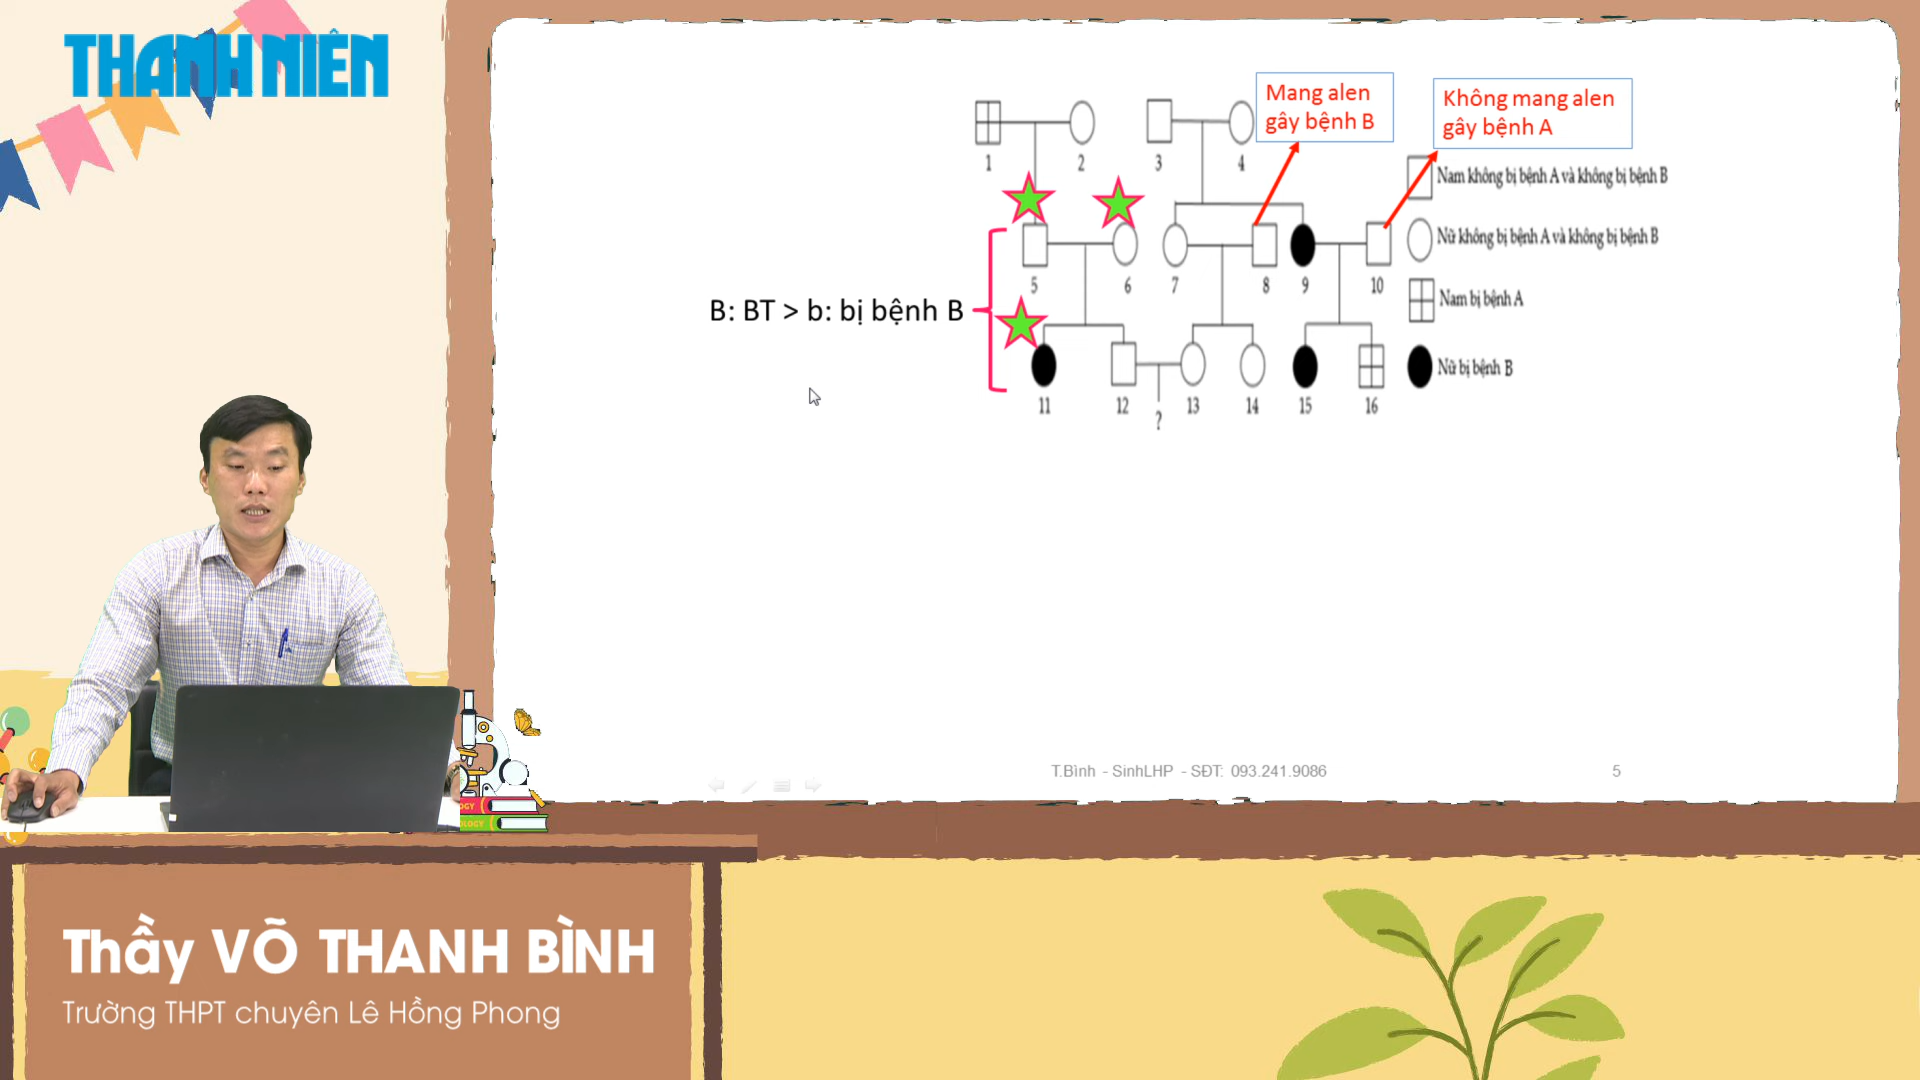 THANH NIÊN
Mang alen
gây bệnh B
Không mang alen
gây bệnh A
1
2
3
4
Nam không bị bệnh A và không bị bệnh B
Nữ không bị bệnh A và không bị bệnh B
5
6
7
8
9
10
Nam bị bệnh A
B: BT > b: bị bệnh B
Nữ bị bệnh B
11
12
?
13
14
15
16
T.Bình - SinhLHP - SĐT: 093.241.9086
5
OGY
OLOGY
Thầy VÕ THANH BÌNH
Trường THPT chuyên Lê Hồng Phong